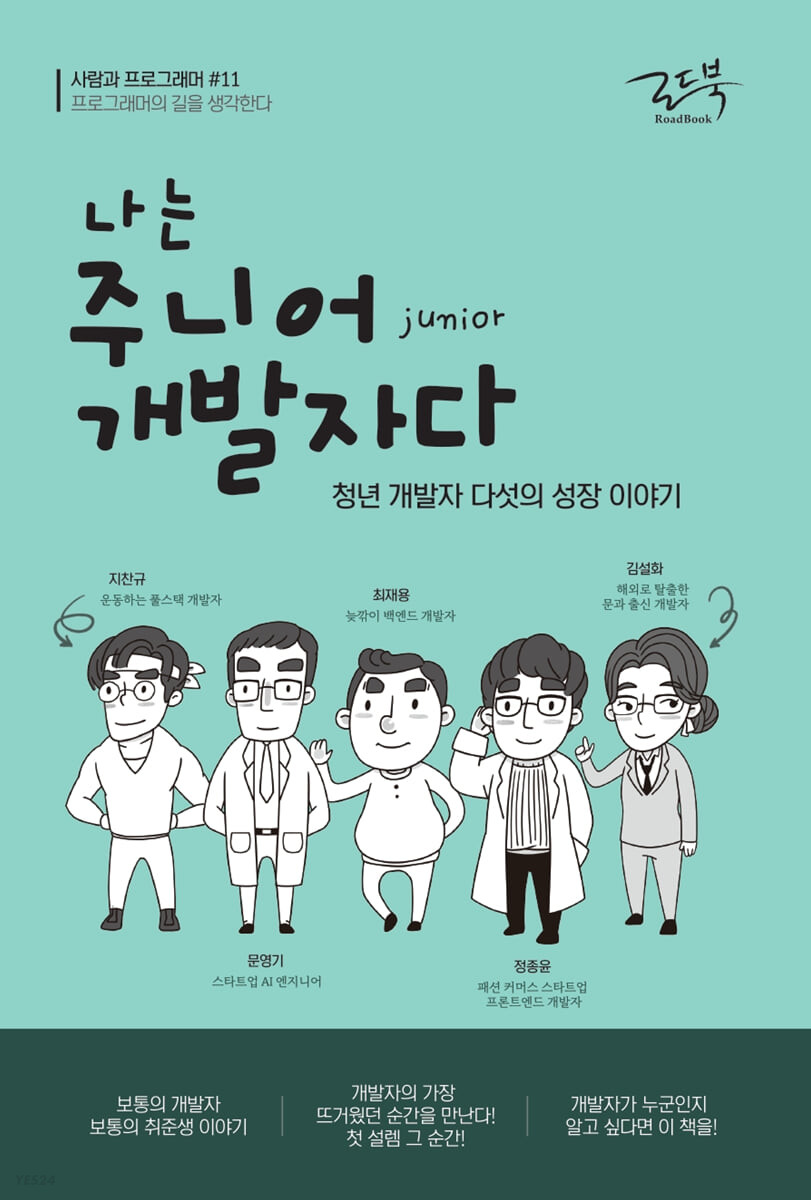 사람과 프로그래머 #11
프로그래머의 길을 생각한다
로드북
RoadBook
나는
주니어 junior
개발자다
청년 개발자 다섯의 성장 이야기
지찬규
운동하는 풀스택 개발자
최재용
늦깎이 백엔드 개발자
김설화
해외로 탈출한
문과 출신 개발자
문영기
스타트업 AI 엔지니어
정종윤
패션 커머스 스타트업
프론트엔드 개발자
보통의 개발자
보통의 취준생 이야기
개발자의 가장
뜨거웠던 순간을 만난다!
첫 설렘 그 순간!
개발자가 누군인지
알고 싶다면 이 책을!
YES24